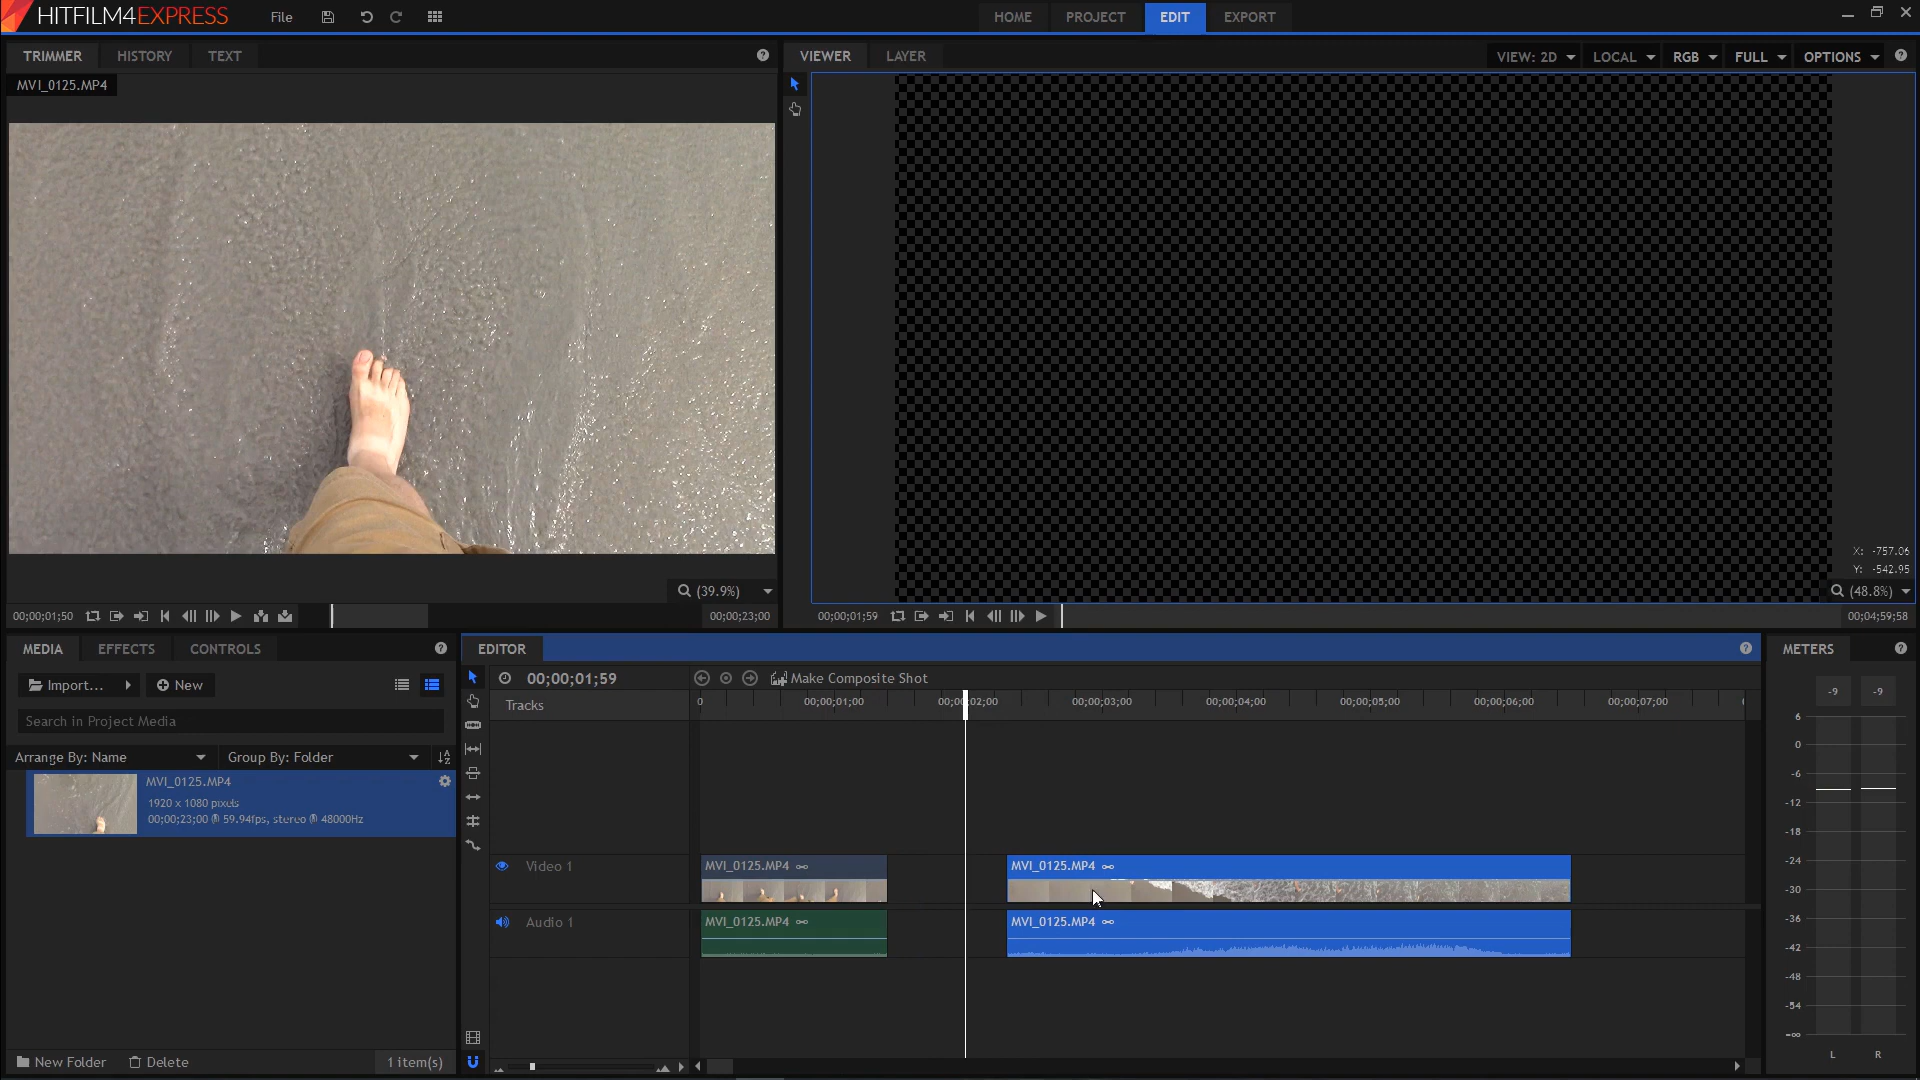 HITFILM4EXPRESS File HOME PROJECT EDIT EXPORT
TRIMMER HISTORY TEXT VIEWER LAYER VIEW: 2D LOCAL RGB FULL OPTIONS
MVI_0125.MP4
X: -757.06
Y: -542.95
(39.9%) (48.8%)
00;00;01;50 00;00;23;00 00;00;01;59 00;04;59;58
MEDIA EFFECTS CONTROLS EDITOR METERS
Import... New 00;00;01;59 Make Composite Shot -9 -9
Tracks 0 00;00;01;00 00;00;02;00 00;00;03;00 00;00;04;00 00;00;05;00 00;00;06;00 00;00;07;00
Search in Project Media
Arrange By: Name Group By: Folder
MVI_0125.MP4
1920 x 1080 pixels
00;00;23;00 @ 59.94fps, stereo @ 48000Hz
Video 1 MVI_0125.MP4 MVI_0125.MP4
Audio 1 MVI_0125.MP4 MVI_0125.MP4
6
0
-6
-12
-18
-24
-30
-36
-42
-48
-54
-∞
L R
New Folder Delete 1 item(s)